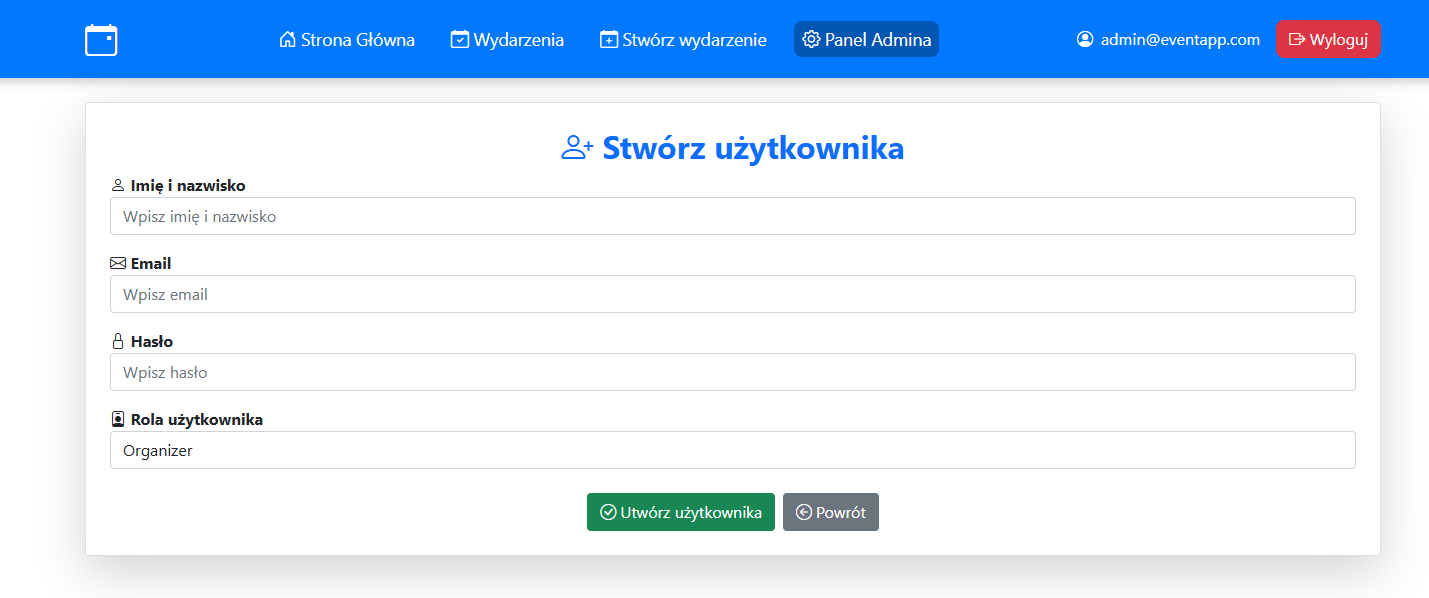 Strona Główna Wydarzenia Stwórz wydarzenie Panel Admina admin@eventapp.com Wyloguj
Stwórz użytkownika
Imię i nazwisko
Wpisz imię i nazwisko
Email
Wpisz email
Hasło
Wpisz hasło
Rola użytkownika
Organizer
Utwórz użytkownika Powrót